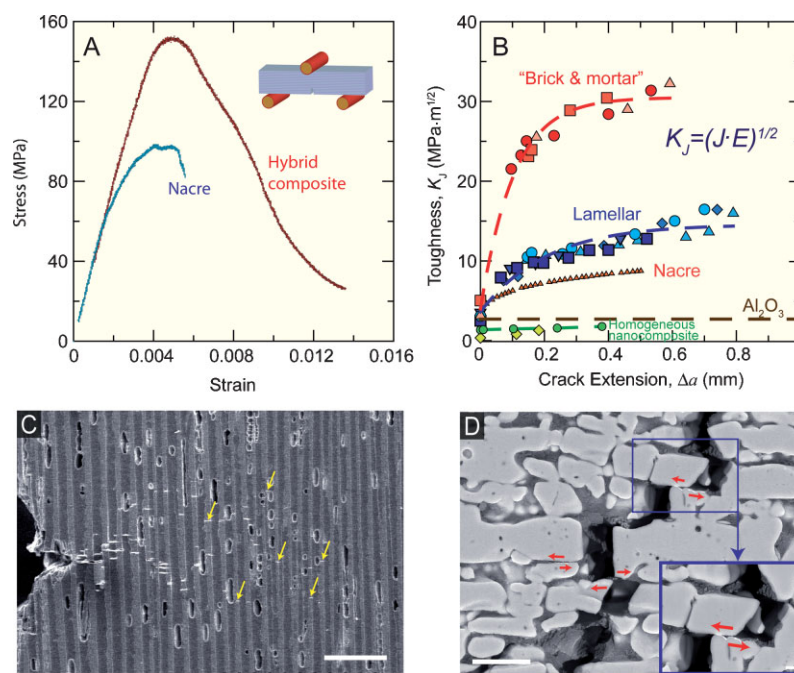 A
160
120
80
40
0
Stress (MPa)
Hybrid
composite
Nacre
0
0.004
0.008
0.012
0.016
Strain
B
40
30
20
10
0
Toughness, K_J (MPa·m^1/2)
"Brick & mortar"
K_J=(J·E)^1/2
Lamellar
Nacre
Al₂O₃
Homogeneous
nanocomposite
0
0.2
0.4
0.6
0.8
1
Crack Extension, Δa (mm)
C
D